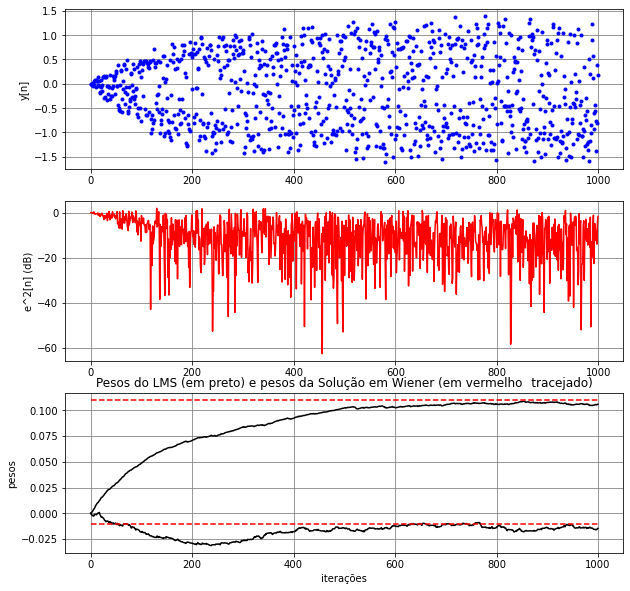 1.5
1.0
0.5
0.0
−0.5
−1.0
−1.5
y[n]
0 200 400 600 800 1000
0
−20
−40
−60
e^2[n] (dB)
0 200 400 600 800 1000
Pesos do LMS (em preto) e pesos da Solução em Wiener (em vermelho  tracejado)
0.100
0.075
0.050
0.025
0.000
−0.025
pesos
0 200 400 600 800 1000
iterações